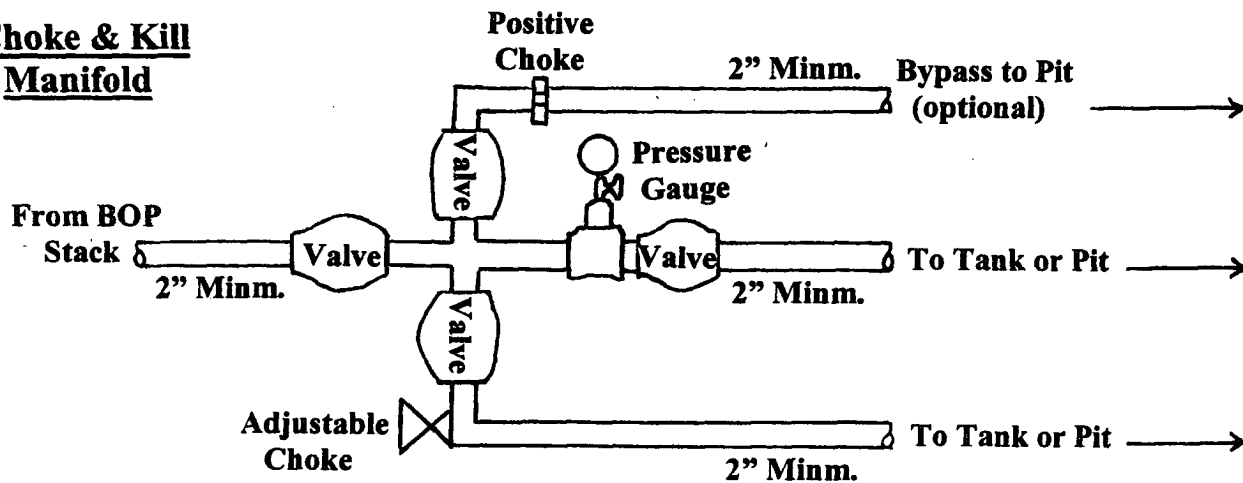 Choke & Kill
Manifold
Positive
Choke
2" Minm.
Bypass to Pit
(optional)
Valve
Pressure
Gauge
From BOP
Stack
Valve
Valve
To Tank or Pit
2" Minm.
2" Minm.
Valve
Adjustable
Choke
To Tank or Pit
2" Minm.